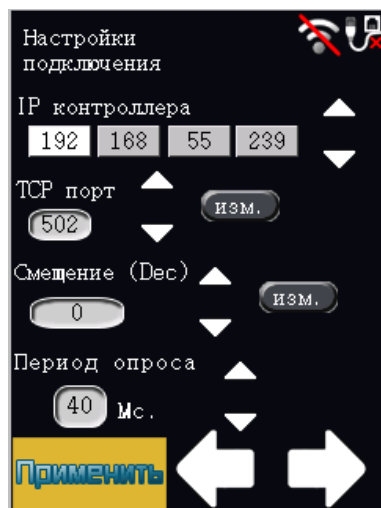 Настройки
подключения
IP контроллера
192 168 55 239
TCP порт
502 изм.
Смещение (Dec)
0 изм.
Период опроса
40 Мс.
Применить